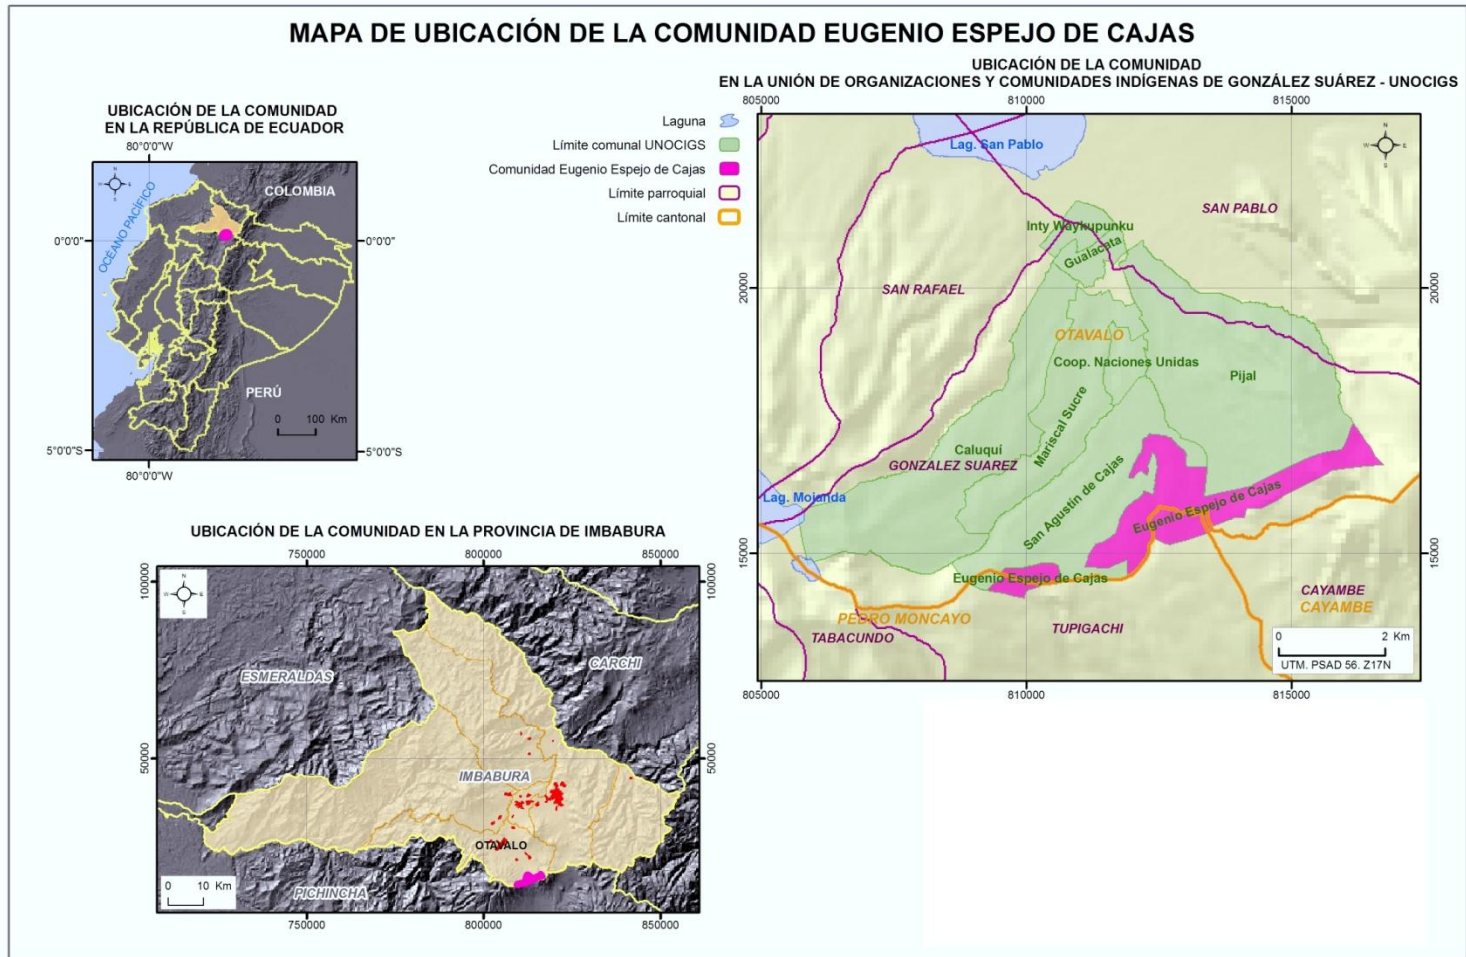 MAPA DE UBICACIÓN DE LA COMUNIDAD EUGENIO ESPEJO DE CAJAS
UBICACIÓN DE LA COMUNIDAD
EN LA REPÚBLICA DE ECUADOR
80°0'0"W
N
W
E
S
OCÉANO PACÍFICO
COLOMBIA
0°0'0"
0°0'0"
PERÚ
0 100 Km
5°0'0"S
5°0'0"S
80°0'0"W
Laguna
Límite comunal UNOCIGS
Comunidad Eugenio Espejo de Cajas
Límite parroquial
Límite cantonal
UBICACIÓN DE LA COMUNIDAD
EN LA UNIÓN DE ORGANIZACIONES Y COMUNIDADES INDÍGENAS DE GONZÁLEZ SUÁREZ - UNOCIGS
805000 810000 815000
Lag. San Pablo
N
W
E
S
SAN PABLO
Inty Waykupunku
Gualacata
20000
20000
SAN RAFAEL
OTAVALO
Coop. Naciones Unidas
Pijal
Mariscal Sucre
Caluquí
GONZALEZ SUAREZ
San Agustín de Cajas
Lag. Mojanda
Eugenio Espejo de Cajas
15000
15000
Eugenio Espejo de Cajas
CAYAMBE
CAYAMBE
PEDRO MONCAYO
TUPIGACHI
TABACUNDO
0 2 Km
UTM. PSAD 56. Z17N
805000 810000 815000
UBICACIÓN DE LA COMUNIDAD EN LA PROVINCIA DE IMBABURA
750000 800000 850000
100000
100000
N
W
E
S
ESMERALDAS
CARCHI
50000
50000
IMBABURA
OTAVALO
PICHINCHA
0 10 Km
750000 800000 850000